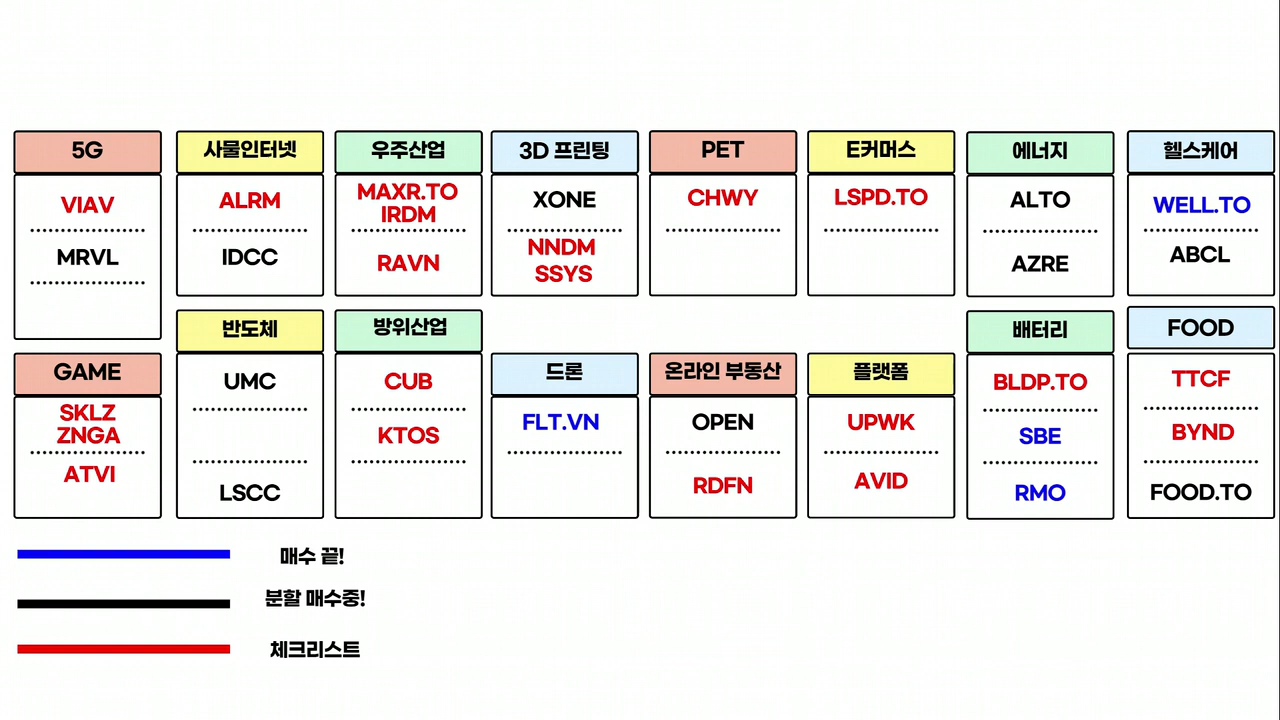 5G
VIAV
MRVL
사물인터넷
ALRM
IDCC
우주산업
MAXR.TO
IRDM
RAVN
3D 프린팅
XONE
NNDM
SSYS
PET
CHWY
E커머스
LSPD.TO
에너지
ALTO
AZRE
헬스케어
WELL.TO
ABCL
GAME
SKLZ
ZNGA
ATVI
반도체
UMC
LSCC
방위산업
CUB
KTOS
드론
FLT.VN
온라인 부동산
OPEN
RDFN
플랫폼
UPWK
AVID
배터리
BLDP.TO
SBE
RMO
FOOD
TTCF
BYND
FOOD.TO
매수 끝!
분할 매수중!
체크리스트